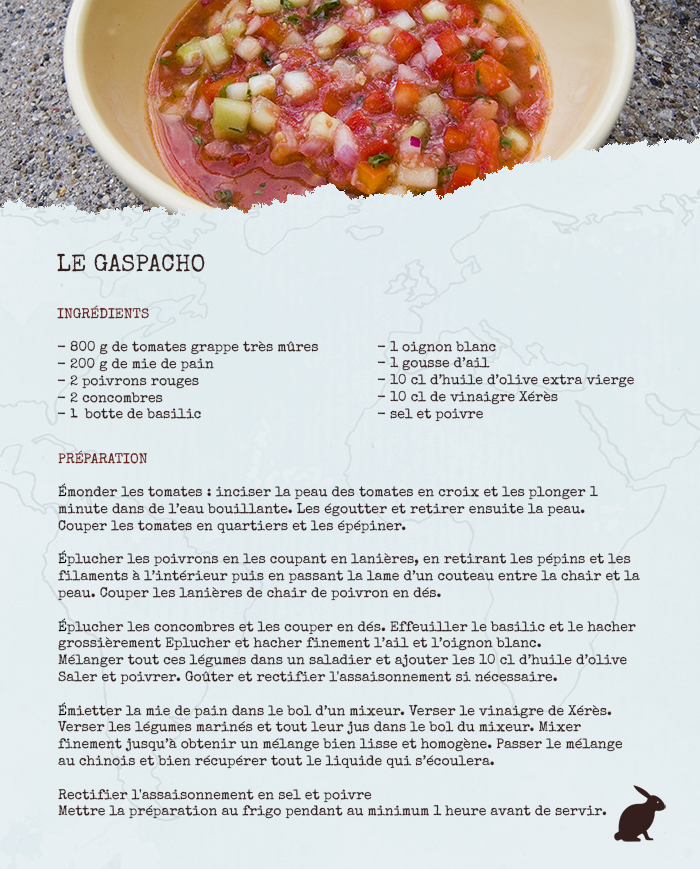 LE GASPACHO
INGRÉDIENTS
- 800 g de tomates grappe très mûres
- 200 g de mie de pain
- 2 poivrons rouges
- 2 concombres
- 1 botte de basilic
- 1 oignon blanc
- 1 gousse d'ail
- 10 cl d'huile d'olive extra vierge
- 10 cl de vinaigre Xérès
- sel et poivre
PRÉPARATION
Émonder les tomates : inciser la peau des tomates en croix et les plonger 1
minute dans de l'eau bouillante. Les égoutter et retirer ensuite la peau.
Couper les tomates en quartiers et les épépiner.
Éplucher les poivrons en les coupant en lanières, en retirant les pépins et les
filaments à l'intérieur puis en passant la lame d'un couteau entre la chair et la
peau. Couper les lanières de chair de poivron en dés.
Éplucher les concombres et les couper en dés. Effeuiller le basilic et le hacher
grossièrement Eplucher et hacher finement l'ail et l'oignon blanc.
Mélanger tout ces légumes dans un saladier et ajouter les 10 cl d'huile d'olive
Saler et poivrer. Goûter et rectifier l'assaisonnement si nécessaire.
Émietter la mie de pain dans le bol d'un mixeur. Verser le vinaigre de Xérès.
Verser les légumes marinés et tout leur jus dans le bol du mixeur. Mixer
finement jusqu'à obtenir un mélange bien lisse et homogène. Passer le mélange
au chinois et bien récupérer tout le liquide qui s'écoulera.
Rectifier l'assaisonnement en sel et poivre
Mettre la préparation au frigo pendant au minimum 1 heure avant de servir.